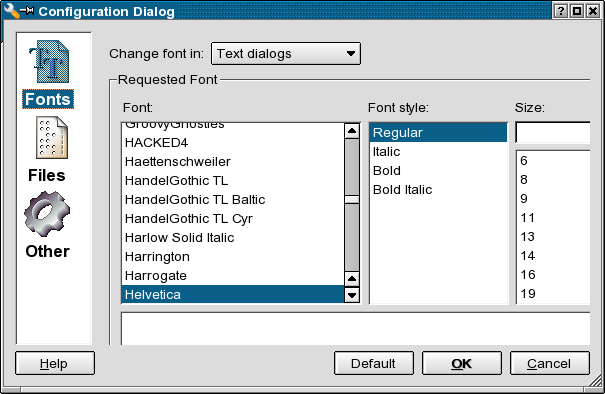 Configuration Dialog
Change font in: Text dialogs
Fonts
Files
Other
Requested Font
Font:
GroovyGhosties
HACKED4
Haettenschweiler
HandelGothic TL
HandelGothic TL Baltic
HandelGothic TL Cyr
Harlow Solid Italic
Harrington
Harrogate
Helvetica
Font style:
Regular
Italic
Bold
Bold Italic
Size:
6
8
9
11
13
14
16
19
Help
Default
OK
Cancel